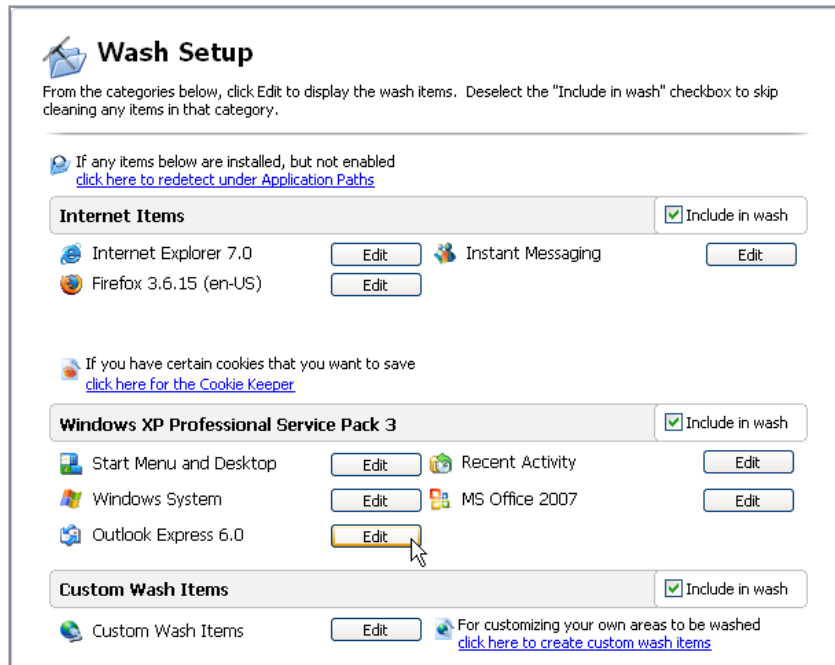 Wash Setup
From the categories below, click Edit to display the wash items. Deselect the "Include in wash" checkbox to skip
cleaning any items in that category.
If any items below are installed, but not enabled
click here to redetect under Application Paths
Internet Items
Include in wash
Internet Explorer 7.0
Edit
Instant Messaging
Edit
Firefox 3.6.15 (en-US)
Edit
If you have certain cookies that you want to save
click here for the Cookie Keeper
Windows XP Professional Service Pack 3
Include in wash
Start Menu and Desktop
Edit
Recent Activity
Edit
Windows System
Edit
MS Office 2007
Edit
Outlook Express 6.0
Edit
Custom Wash Items
Include in wash
Custom Wash Items
Edit
For customizing your own areas to be washed
click here to create custom wash items